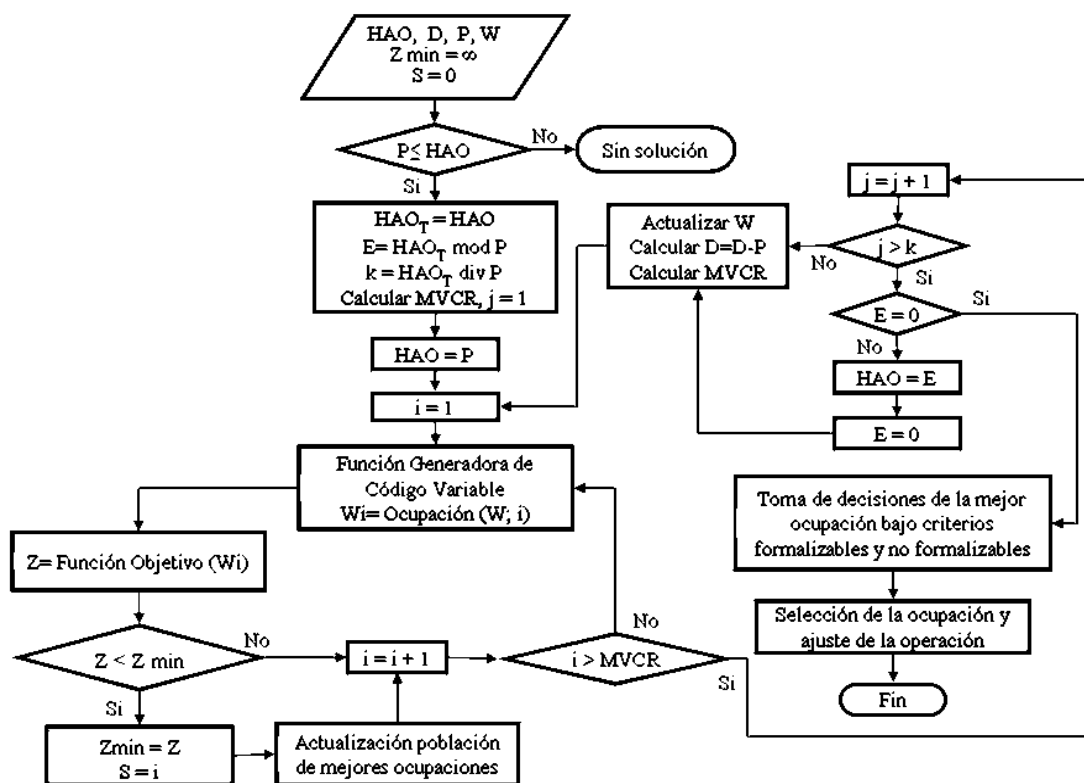 HAO, D, P, W
Z min = ∞
S = 0
P ≤ HAO
No
Sin solución
Si
HAO_T = HAO
E= HAO_T mod P
k = HAO_T div P
Calcular MVCR, j = 1
HAO = P
i = 1
Función Generadora de
Código Variable
Wi= Ocupación (W; i)
Z= Función Objetivo (Wi)
Z < Z min
No
Si
Zmin = Z
S = i
Actualización población
de mejores ocupaciones
i = i + 1
i > MVCR
No
Si
j = j + 1
j > k
No
Si
Actualizar W
Calcular D=D-P
Calcular MVCR
E = 0
Si
No
HAO = E
E = 0
Toma de decisiones de la mejor
ocupación bajo criterios
formalizables y no formalizables
Selección de la ocupación y
ajuste de la operación
Fin